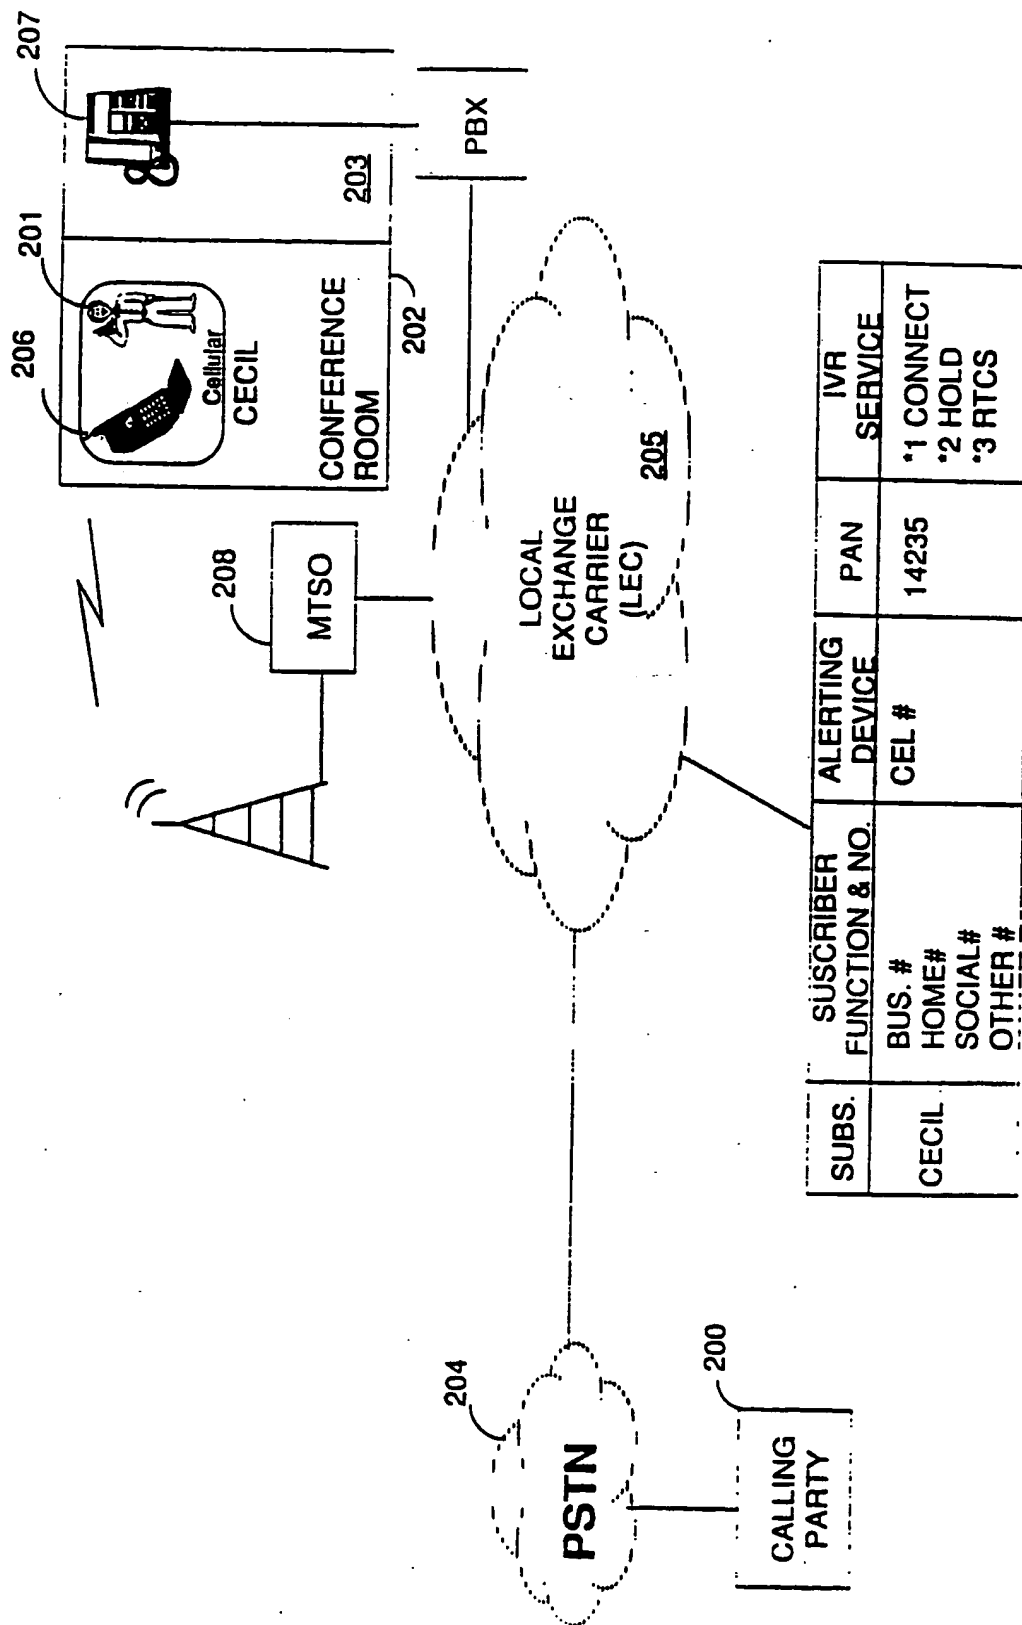 207
201
206
Cellular
CECIL
CONFERENCE
ROOM
202
203
PBX
208
MTSO
LOCAL
EXCHANGE
CARRIER
(LEC)
205
204
PSTN
200
CALLING
PARTY
SUBS.
SUSCRIBER
FUNCTION & NO.
ALERTING
DEVICE
PAN
IVR
SERVICE
CECIL
BUS. #
HOME#
SOCIAL#
OTHER #
CEL #
14235
*1 CONNECT
*2 HOLD
*3 RTCS